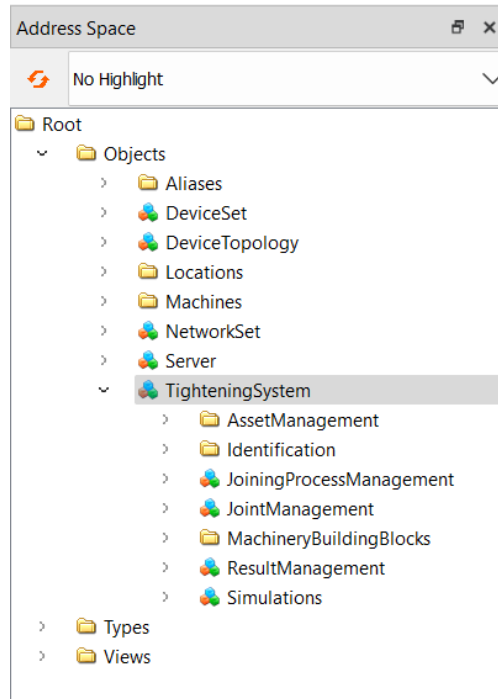 Address Space
No Highlight
Root
Objects
Aliases
DeviceSet
DeviceTopology
Locations
Machines
NetworkSet
Server
TighteningSystem
AssetManagement
Identification
JoiningProcessManagement
JointManagement
MachineryBuildingBlocks
ResultManagement
Simulations
Types
Views